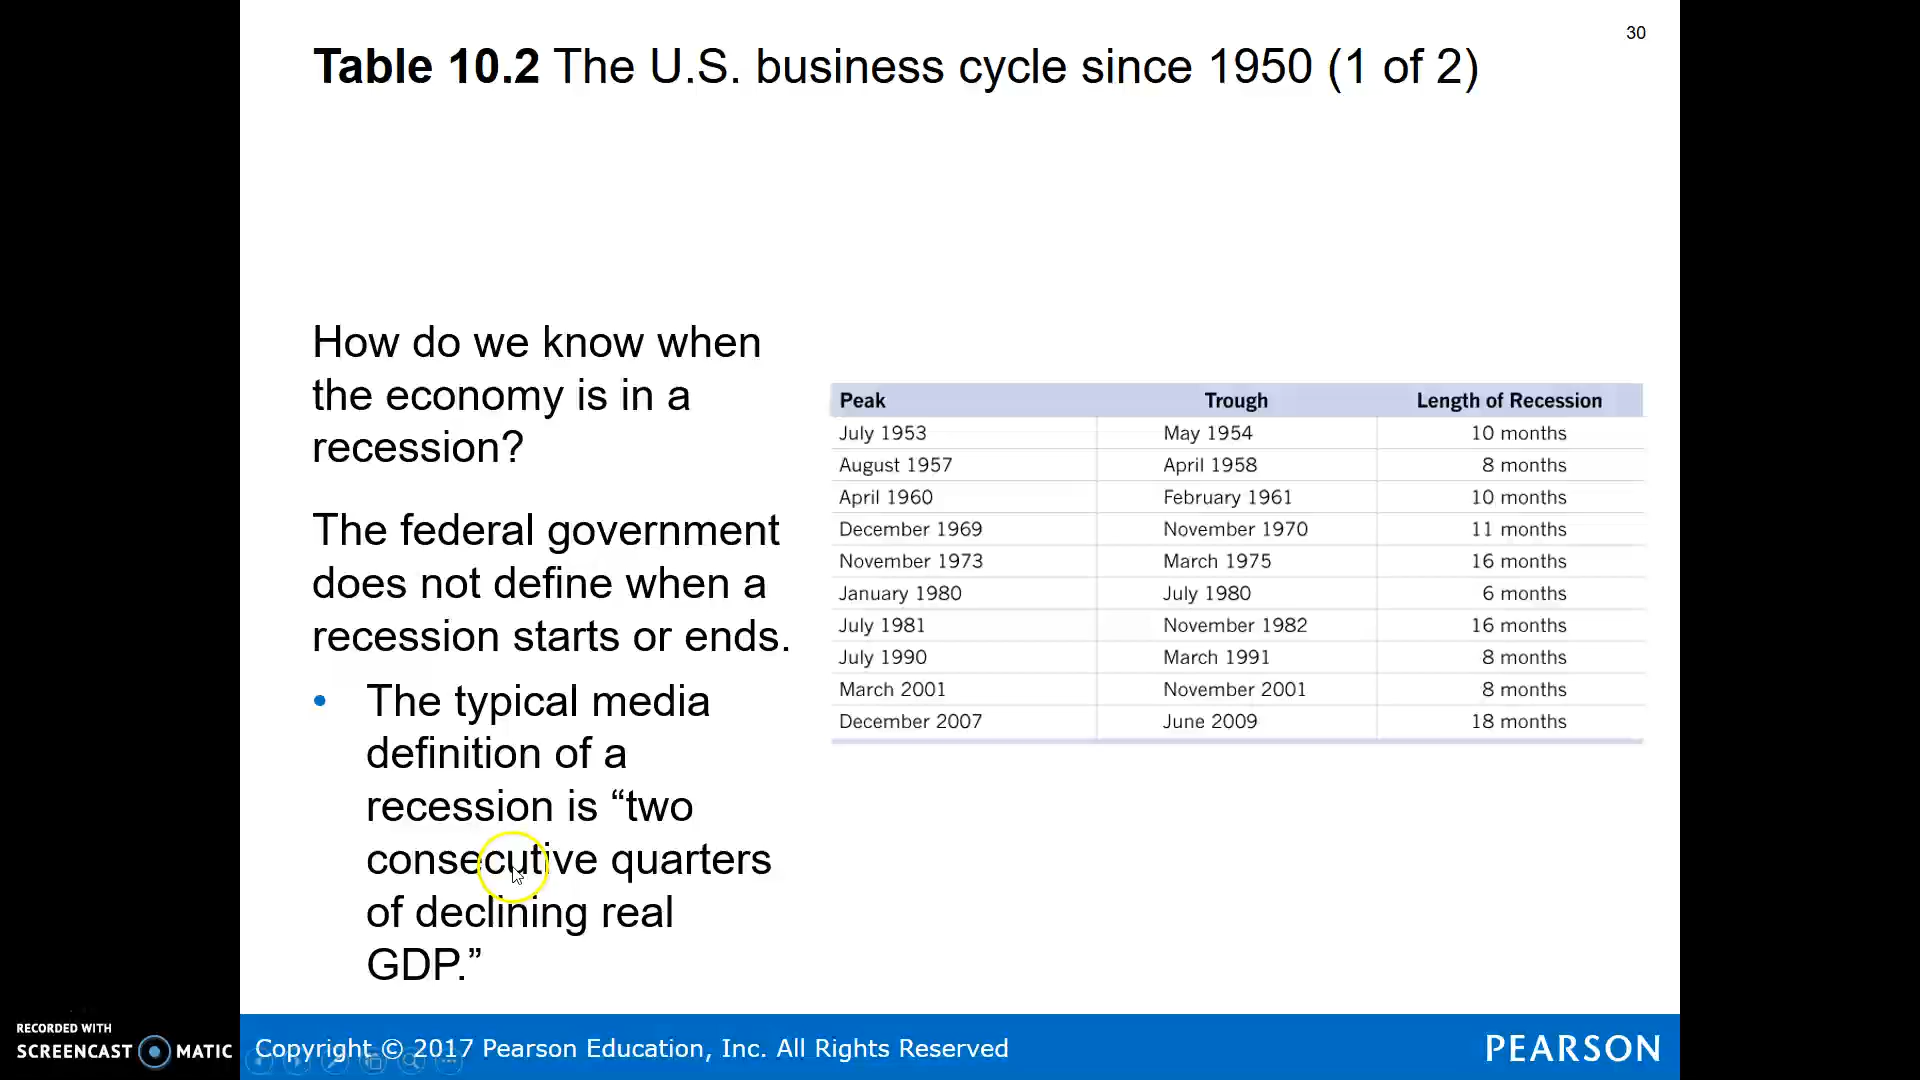 30
Table 10.2 The U.S. business cycle since 1950 (1 of 2)
How do we know when
the economy is in a
recession?
The federal government
does not define when a
recession starts or ends.
• The typical media
definition of a
recession is “two
consecutive quarters
of declining real
GDP.”
Peak Trough Length of Recession
July 1953 May 1954 10 months
August 1957 April 1958 8 months
April 1960 February 1961 10 months
December 1969 November 1970 11 months
November 1973 March 1975 16 months
January 1980 July 1980 6 months
July 1981 November 1982 16 months
July 1990 March 1991 8 months
March 2001 November 2001 8 months
December 2007 June 2009 18 months
RECORDED WITH
SCREENCAST MATIC
Copyright © 2017 Pearson Education, Inc. All Rights Reserved
PEARSON